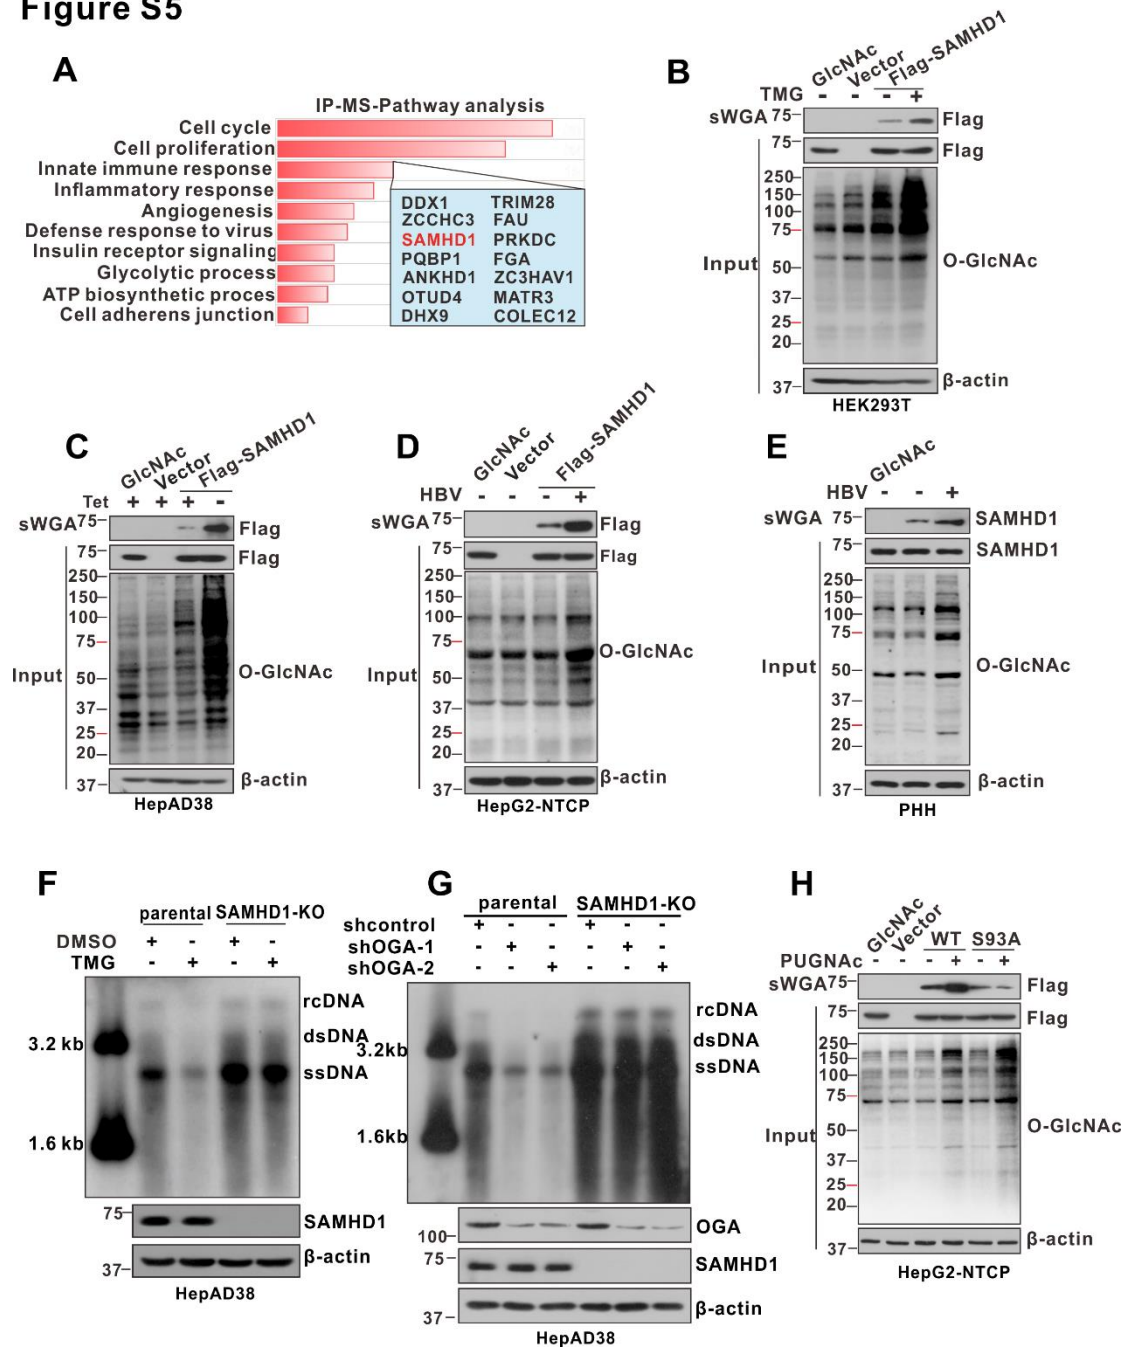 Figure S5
A
IP-MS-Pathway analysis
Cell cycle
Cell proliferation
Innate immune response
Inflammatory response
Angiogenesis
Defense response to virus
Insulin receptor signaling
Glycolytic process
ATP biosynthetic proces
Cell adherens junction
DDX1 TRIM28
ZCCHC3 FAU
SAMHD1 PRKDC
PQBP1 FGA
ANKHD1 ZC3HAV1
OTUD4 MATR3
DHX9 COLEC12
B
GlcNAc Vector Flag-SAMHD1
TMG - - - +
sWGA 75 Flag
75 Flag
250
150
100
75
Input 50 O-GlcNAc
37
25
20
37 β-actin
HEK293T
C
GlcNAc Vector Flag-SAMHD1
Tet + + + -
sWGA 75 Flag
75 Flag
250
150
100
75
Input 50 O-GlcNAc
37
25
20
37 β-actin
HepAD38
D
GlcNAc Vector Flag-SAMHD1
HBV - - - +
sWGA 75 Flag
75 Flag
250
150
100
75 O-GlcNAc
Input 50
37
25
20
37 β-actin
HepG2-NTCP
E
GlcNAc
HBV - - +
sWGA 75 SAMHD1
75 SAMHD1
250
150
100
75
Input 50 O-GlcNAc
37
25
20
37 β-actin
PHH
F
parental SAMHD1-KO
DMSO + - + -
TMG - + - +
rcDNA
3.2 kb dsDNA
ssDNA
1.6 kb
75 SAMHD1
37 β-actin
HepAD38
G
parental SAMHD1-KO
shcontrol + - - + - -
shOGA-1 - + - - + -
shOGA-2 - - + - - +
rcDNA
3.2kb dsDNA
ssDNA
1.6kb
100 OGA
75 SAMHD1
37 β-actin
HepAD38
H
GlcNAc Vector WT S93A
PUGNAc - - - + - +
sWGA 75 Flag
75 Flag
250
150
100
75
Input 50 O-GlcNAc
37
25
20
37 β-actin
HepG2-NTCP